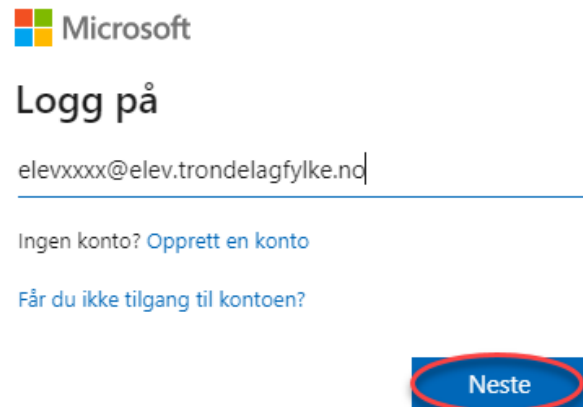 Microsoft
Logg på
elevxxxx@elev.trondelagfylke.no
Ingen konto? Opprett en konto
Får du ikke tilgang til kontoen?
Neste